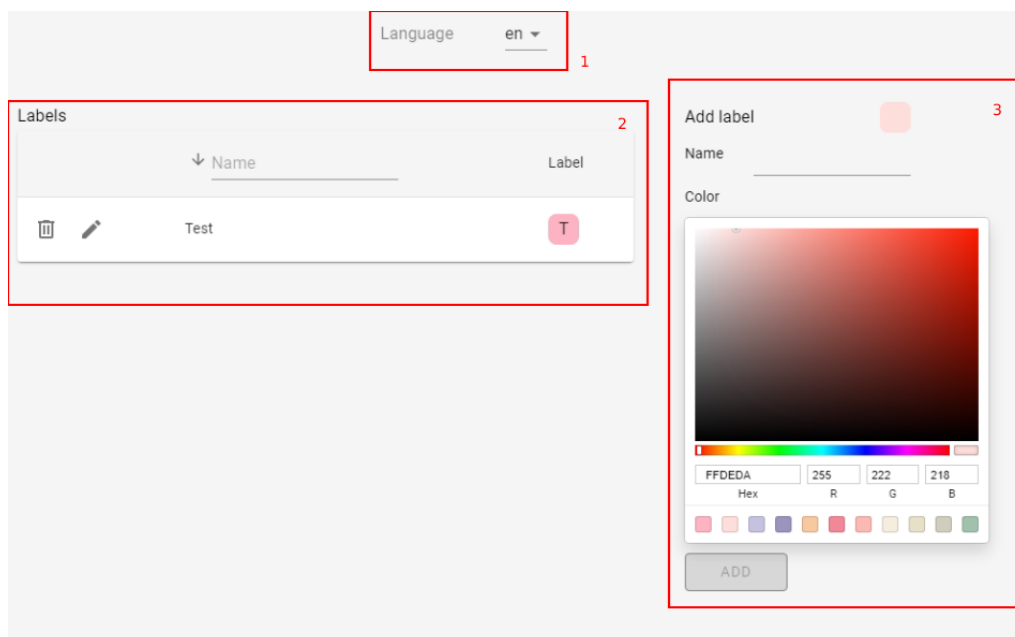 Language en
1
Labels
2
Name Label
Test T
Add label
3
Name
Color
FFDEDA 255 222 218
Hex R G B
ADD